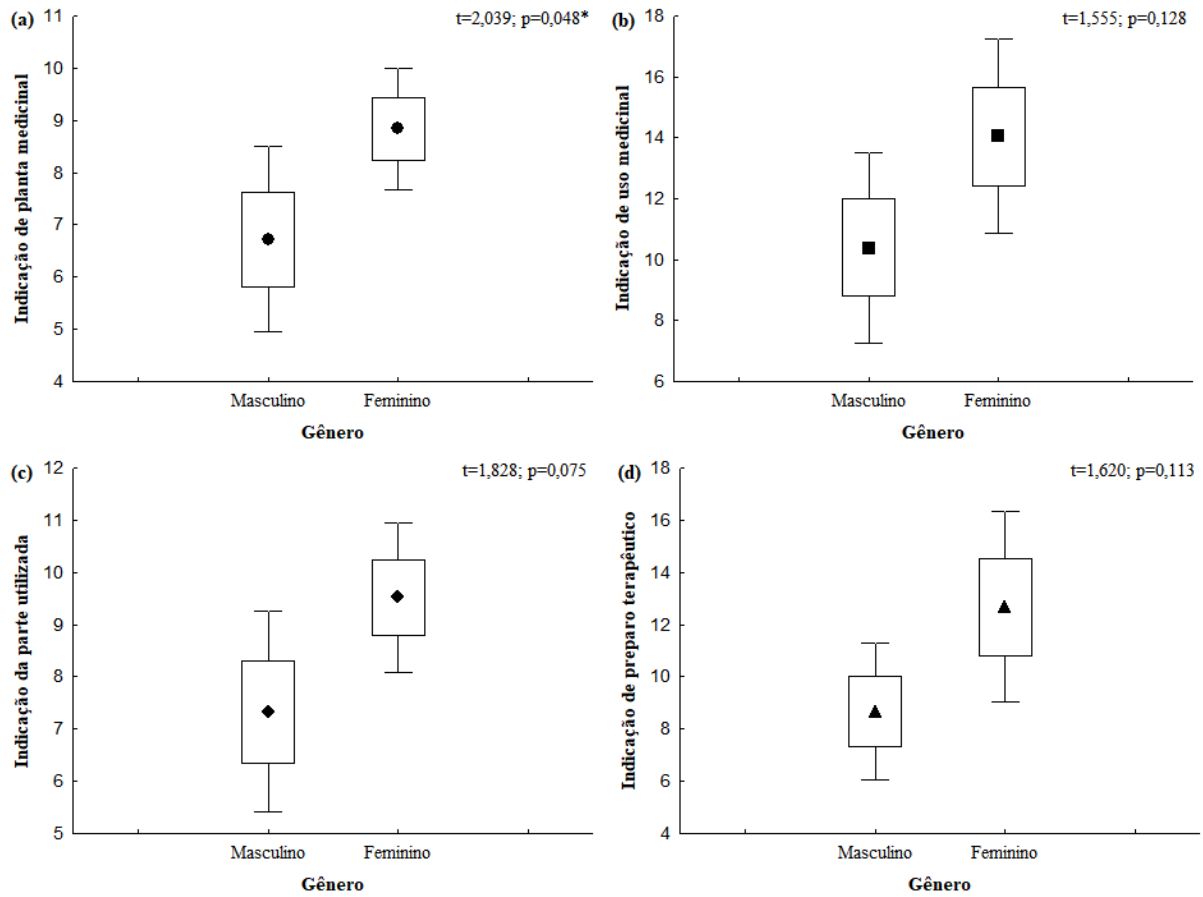 (a)
t=2,039; p=0,048*
Indicação de planta medicinal
11
10
9
8
7
6
5
4
Masculino
Feminino
Gênero
(b)
t=1,555; p=0,128
Indicação de uso medicinal
18
16
14
12
10
8
6
Masculino
Feminino
Gênero
(c)
t=1,828; p=0,075
Indicação da parte utilizada
12
11
10
9
8
7
6
5
Masculino
Feminino
Gênero
(d)
t=1,620; p=0,113
Indicação de preparo terapêutico
18
16
14
12
10
8
6
4
Masculino
Feminino
Gênero